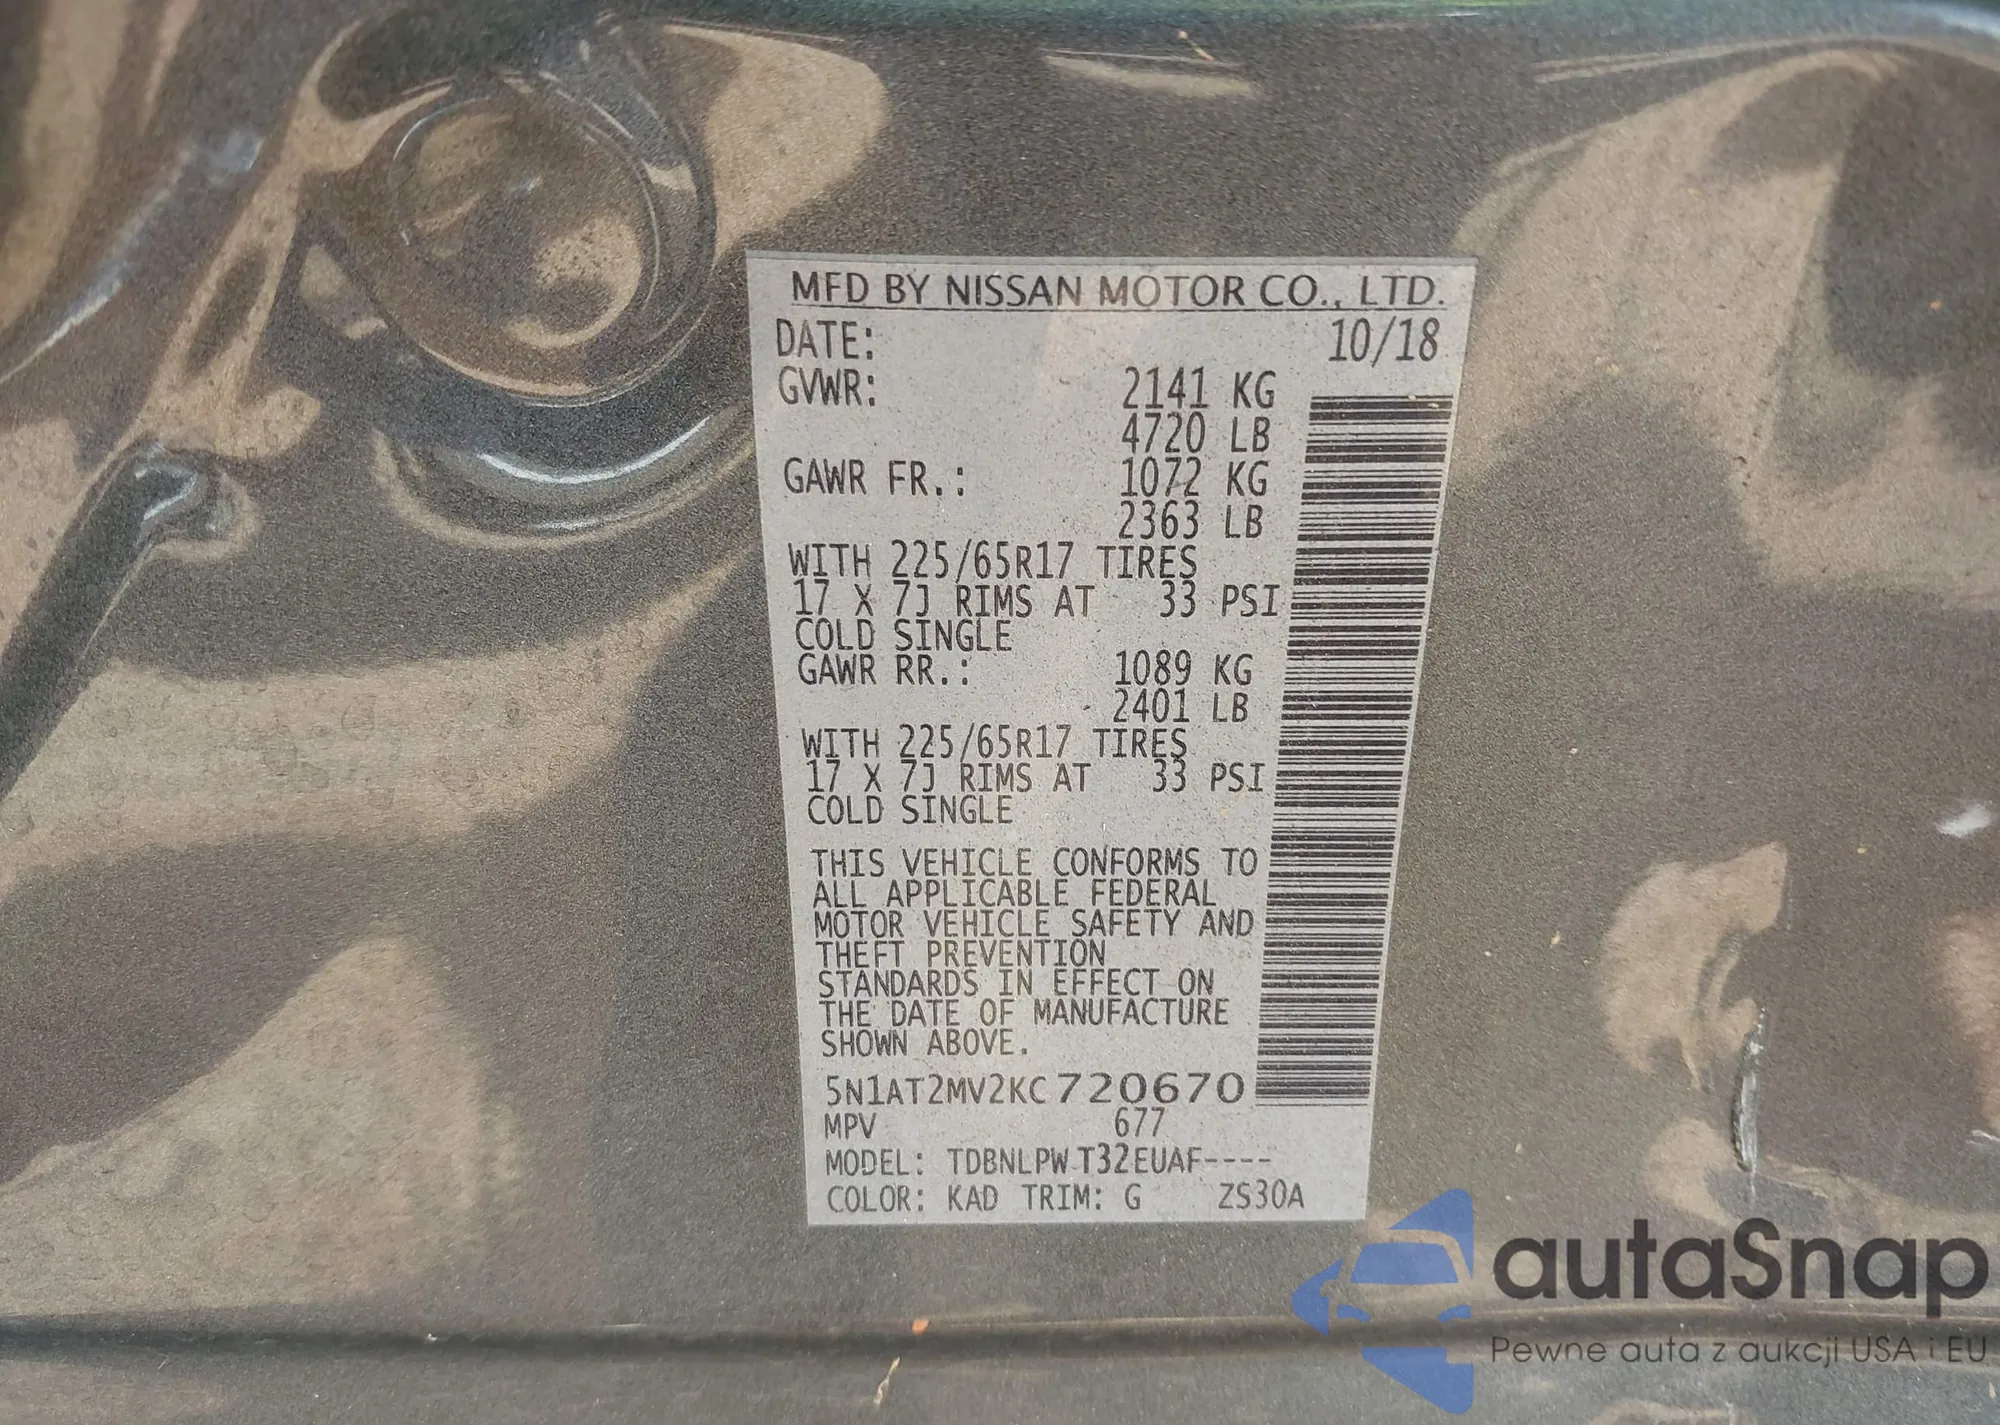 MFD BY NISSAN MOTOR CO., LTD.
DATE: 10/18
GVWR: 2141 KG
4720 LB
GAWR FR.: 1072 KG
2363 LB
WITH 225/65R17 TIRES
17 X 7J RIMS AT 33 PSI
COLD SINGLE
GAWR RR.: 1089 KG
2401 LB
WITH 225/65R17 TIRES
17 X 7J RIMS AT 33 PSI
COLD SINGLE
THIS VEHICLE CONFORMS TO
ALL APPLICABLE FEDERAL
MOTOR VEHICLE SAFETY AND
THEFT PREVENTION
STANDARDS IN EFFECT ON
THE DATE OF MANUFACTURE
SHOWN ABOVE.
5N1AT2MV2KC720670
MPV 677
MODEL: TDBNLPW T32EUAF----
COLOR: KAD TRIM: G ZS30A
autaSnap
Pewne auta z aukcji USA i EU